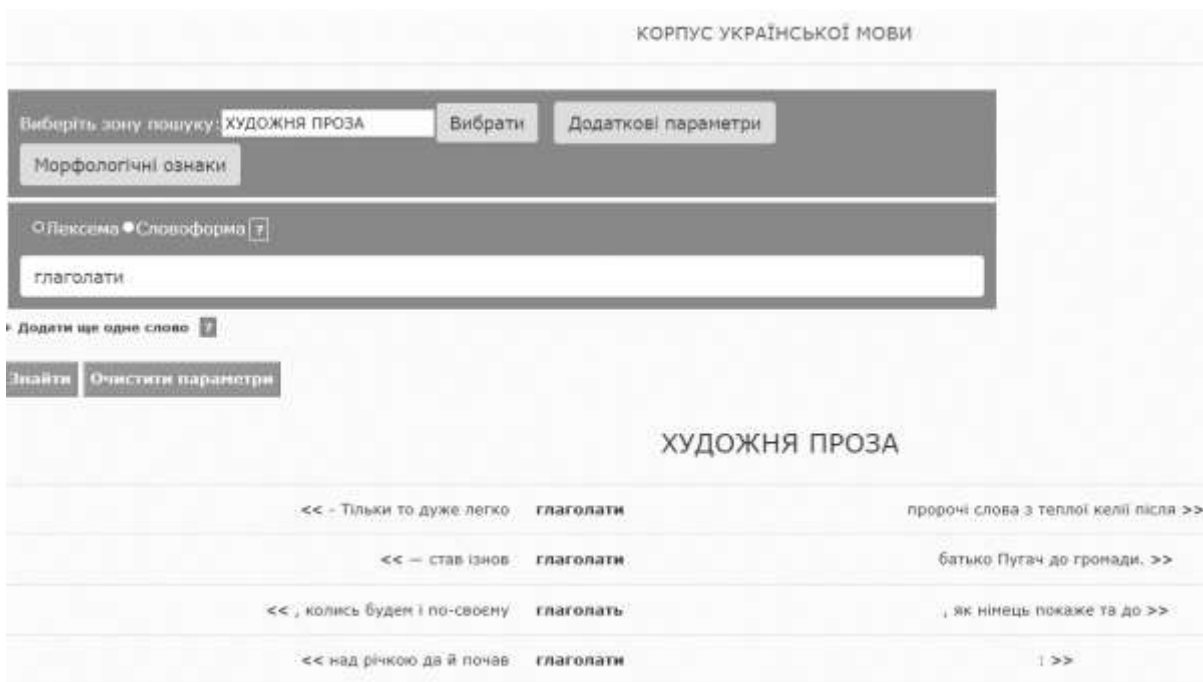 КОРПУС УКРАЇНСЬКОЇ МОВИ
Виберіть зону пошуку: ХУДОЖНЯ ПРОЗА Вибрати Додаткові параметри
Морфологічні ознаки
Лексема Словоформа ?
глаголати
Додати ще одне слово ?
Знайти Очистити параметри
ХУДОЖНЯ ПРОЗА
<< - Тільки то дуже легко глаголати пророчі слова з теплої келії після >>
<< — став ізнов глаголати батько Пугач до громади. >>
<< , колись будем і по-своєму глаголать , як німець покаже та до >>
<< над річкою да й почав глаголати : >>